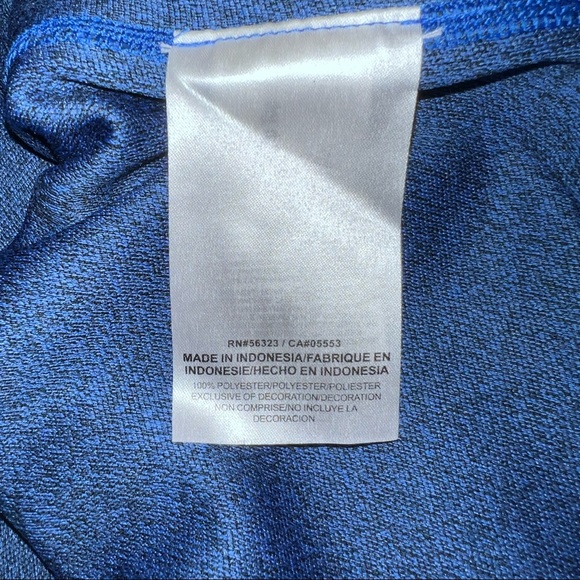 RN#56323 / CA#05553
MADE IN INDONESIA/FABRIQUE EN
INDONESIE/HECHO EN INDONESIA
100% POLYESTER/POLYESTER/POLIESTER
EXCLUSIVE OF DECORATION/DECORATION
NON COMPRISE/NO INCLUYE LA
DECORACION